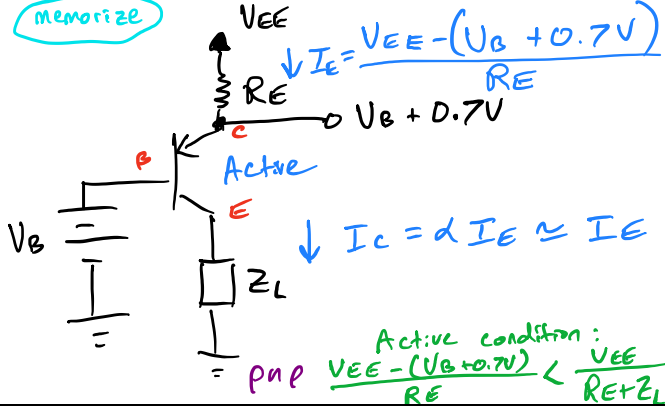 memorize
VEE
↓ IE = VEE - (VB + 0.7V) / RE
RE
VB + 0.7V
C
B
Active
E
VB
↓ Ic = α IE ≃ IE
ZL
Active condition:
pnp
VEE - (VB + 0.7V) / RE < VEE / RE + ZL